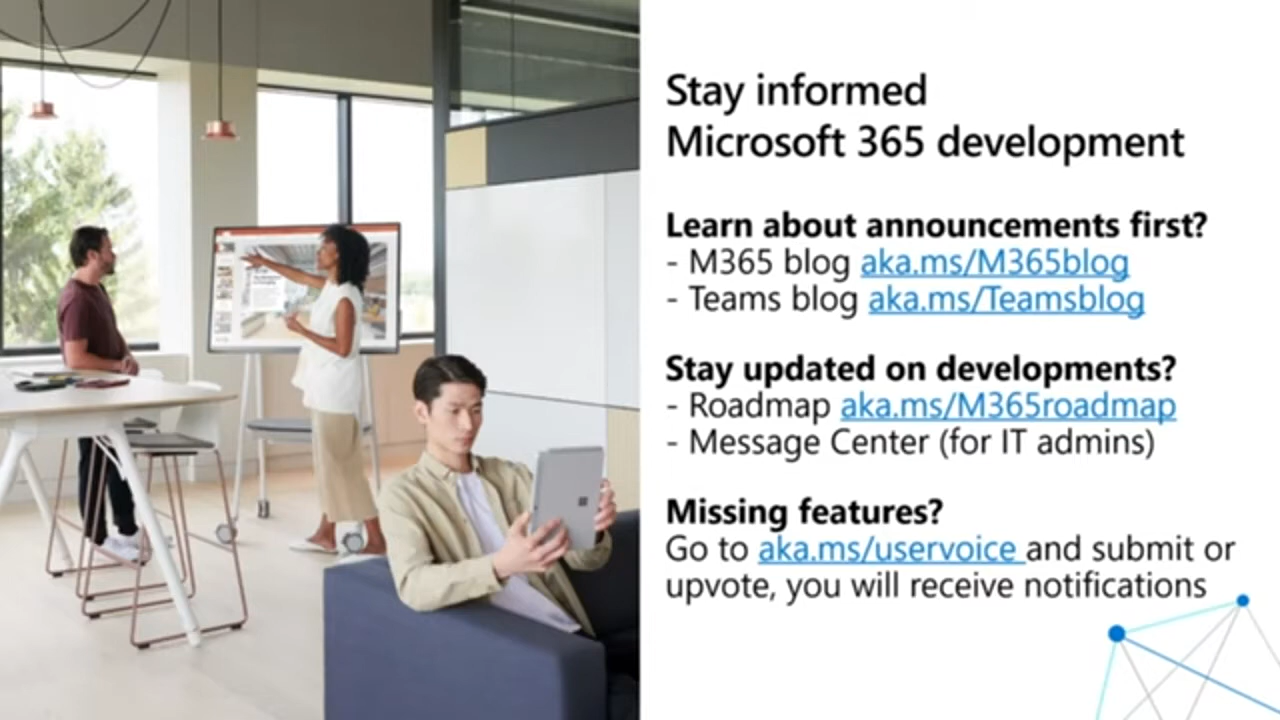 Stay informed
Microsoft 365 development
Learn about announcements first?
- M365 blog aka.ms/M365blog
- Teams blog aka.ms/Teamsblog
Stay updated on developments?
- Roadmap aka.ms/M365roadmap
- Message Center (for IT admins)
Missing features?
Go to aka.ms/uservoice and submit or
upvote, you will receive notifications